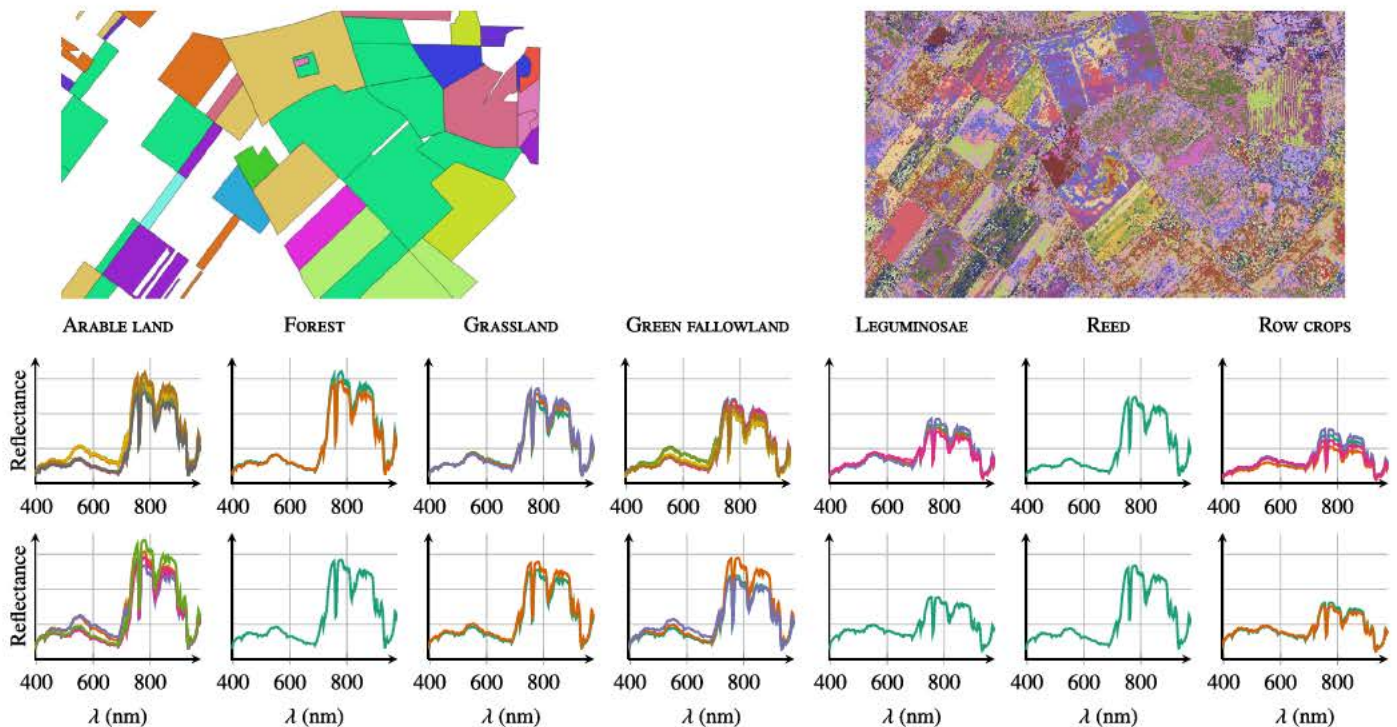 ARABLE LAND FOREST GRASSLAND GREEN FALLOWLAND LEGUMINOSAE REED ROW CROPS
Reflectance
400 600 800 400 600 800 400 600 800 400 600 800 400 600 800 400 600 800 400 600 800
Reflectance
400 600 800 400 600 800 400 600 800 400 600 800 400 600 800 400 600 800 400 600 800
λ (nm) λ (nm) λ (nm) λ (nm) λ (nm) λ (nm) λ (nm)